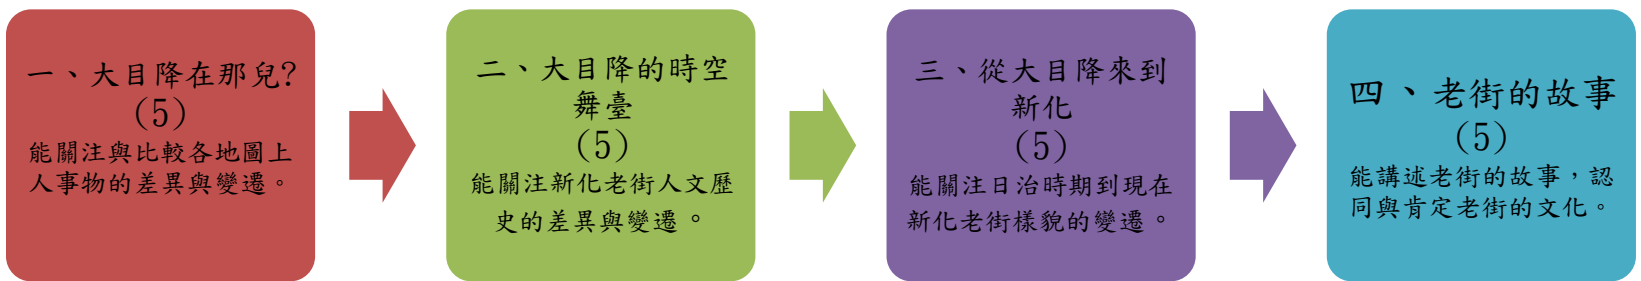 一、大目降在那兒?
(5)
能關注與比較各地圖上
人事物的差異與變遷。
二、大目降的時空
舞臺
(5)
能關注新化老街人文歷
史的差異與變遷。
三、從大目降來到
新化
(5)
能關注日治時期到現在
新化老街樣貌的變遷。
四、老街的故事
(5)
能講述老街的故事，認
同與肯定老街的文化。